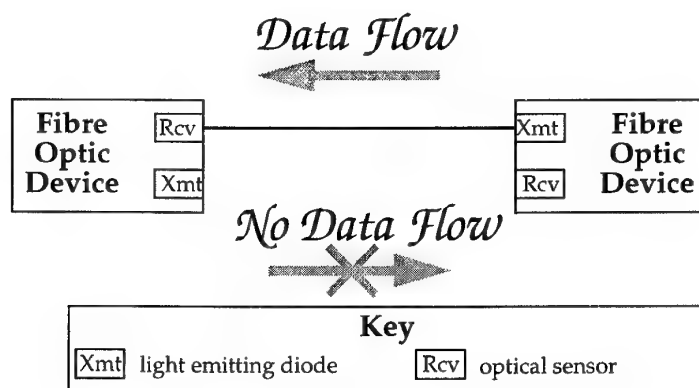 Data Flow
Fibre Optic Device
Rcv
Xmt
Xmt
Rcv
Fibre Optic Device
No Data Flow
Key
Xmt light emitting diode
Rcv optical sensor